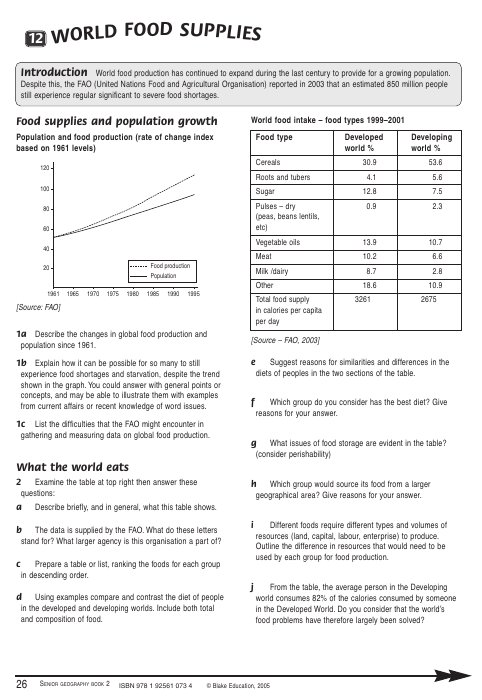 12 WORLD FOOD SUPPLIES
Introduction World food production has continued to expand during the last century to provide for a growing population.
Despite this, the FAO (United Nations Food and Agricultural Organisation) reported in 2003 that an estimated 850 million people
still experience regular significant to severe food shortages.
Food supplies and population growth
Population and food production (rate of change index
based on 1961 levels)
120
100
80
60
40
20
Food production
Population
1961 1965 1970 1975 1980 1985 1990 1995
[Source: FAO]
1a Describe the changes in global food production and
population since 1961.
1b Explain how it can be possible for so many to still
experience food shortages and starvation, despite the trend
shown in the graph. You could answer with general points or
concepts, and may be able to illustrate them with examples
from current affairs or recent knowledge of word issues.
1c List the difficulties that the FAO might encounter in
gathering and measuring data on global food production.
What the world eats
2 Examine the table at top right then answer these
questions:
a Describe briefly, and in general, what this table shows.
b The data is supplied by the FAO. What do these letters
stand for? What larger agency is this organisation a part of?
c Prepare a table or list, ranking the foods for each group
in descending order.
d Using examples compare and contrast the diet of people
in the developed and developing worlds. Include both total
and composition of food.
World food intake – food types 1999–2001
Food type Developed Developing
world % world %
Cereals 30.9 53.6
Roots and tubers 4.1 5.6
Sugar 12.8 7.5
Pulses – dry 0.9 2.3
(peas, beans lentils,
etc)
Vegetable oils 13.9 10.7
Meat 10.2 6.6
Milk /dairy 8.7 2.8
Other 18.6 10.9
Total food supply 3261 2675
in calories per capita
per day
[Source – FAO, 2003]
e Suggest reasons for similarities and differences in the
diets of peoples in the two sections of the table.
f Which group do you consider has the best diet? Give
reasons for your answer.
g What issues of food storage are evident in the table?
(consider perishability)
h Which group would source its food from a larger
geographical area? Give reasons for your answer.
i Different foods require different types and volumes of
resources (land, capital, labour, enterprise) to produce.
Outline the difference in resources that would need to be
used by each group for food production.
j From the table, the average person in the Developing
world consumes 82% of the calories consumed by someone
in the Developed World. Do you consider that the world's
food problems have therefore largely been solved?
26 SENIOR GEOGRAPHY BOOK 2 ISBN 978 1 92561 073 4 © Blake Education, 2005